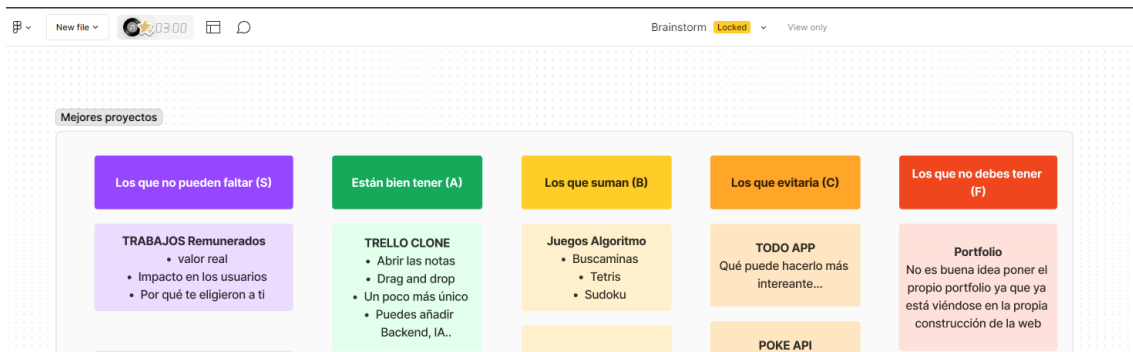 New file
03:00
Brainstorm Locked View only
Mejores proyectos
Los que no pueden faltar (S)
TRABAJOS Remunerados
• valor real
• Impacto en los usuarios
• Por qué te eligieron a ti
Están bien tener (A)
TRELLO CLONE
• Abrir las notas
• Drag and drop
• Un poco más único
• Puedes añadir
Backend, IA..
Los que suman (B)
Juegos Algoritmo
• Buscaminas
• Tetris
• Sudoku
Los que evitaria (C)
TODO APP
Qué puede hacerlo más
intereante...
POKE API
Los que no debes tener
(F)
Portfolio
No es buena idea poner el
propio portfolio ya que ya
está viéndose en la propia
construcción de la web